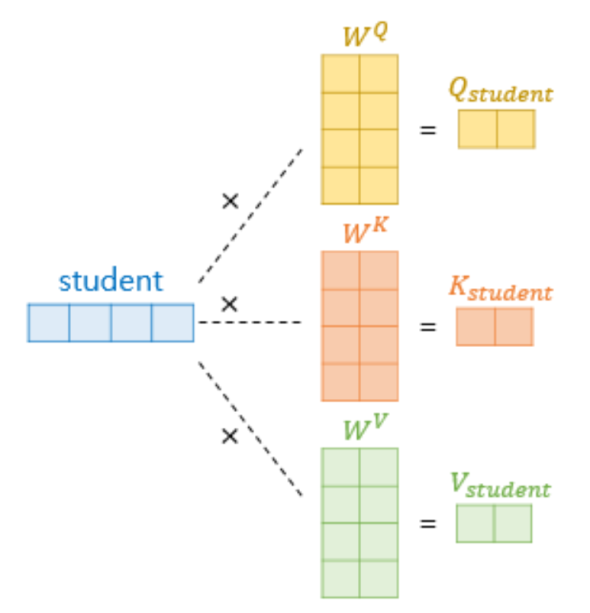 W^Q
Q_student
=
×
W^K
student
K_student
×
=
W^V
×
V_student
=